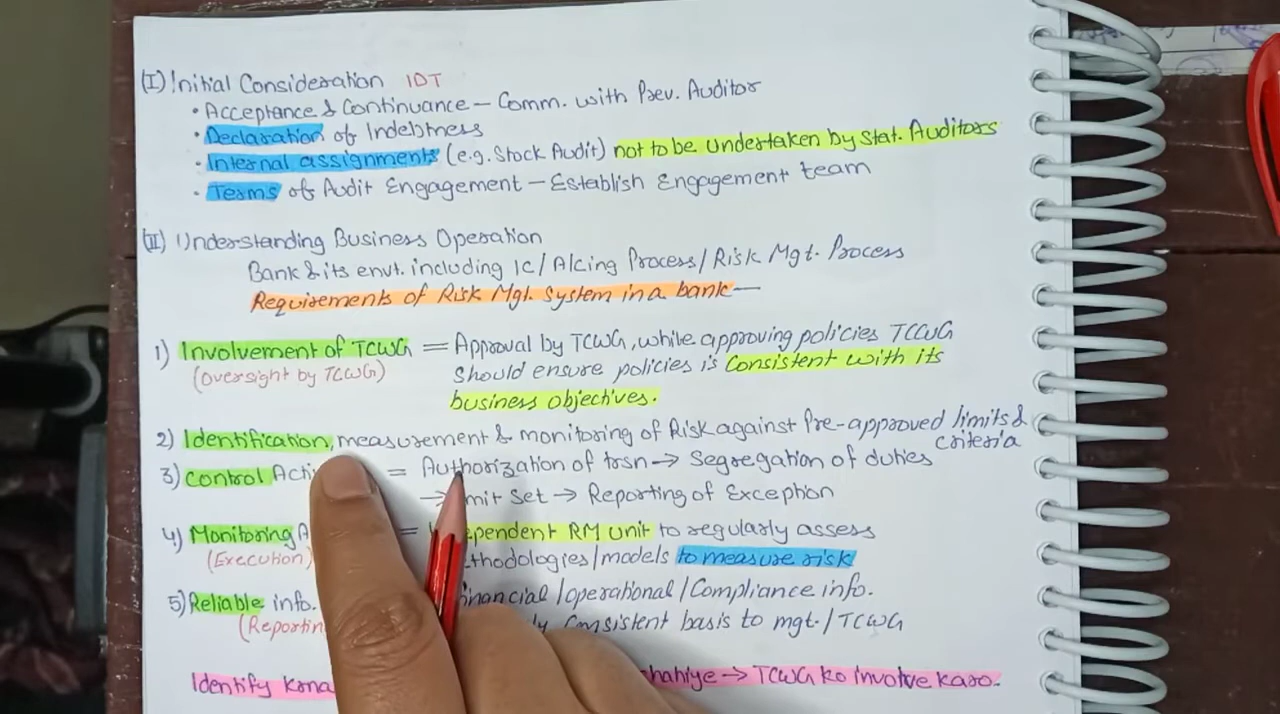 (I) Initial Consideration IDT
• Acceptance & Continuance – Comm. with Prev. Auditor
• Declaration of Indebtness
• Internal assignments (e.g. Stock Audit) not to be undertaken by Stat. Auditors
• Terms of Audit Engagement – Establish Engagement team
(II) Understanding Business Operation
Bank & its envt. including IC/A/cing Process/Risk Mgt. Process
Requirements of Risk Mgt. System in a bank –
1) Involvement of TCWG = Approval by TCWG, while approving policies TCWG
(Oversight by TCWG) should ensure policies is Consistent with its
business objectives.
2) Identification, measurement & monitoring of Risk against Pre-approved limits &
criteria
3) Control Acti = Authorization of trsn → Segregation of duties
→ mit Set → Reporting of Exception
4) Monitoring A = pendent RM unit to regularly assess
(Execution) thodologies/models to measure risk
5) Reliable info. inancial/operational/Compliance info.
(Reportin Consistent basis to mgt./TCWG
Identify Karna hahiye → TCWG ko involve karo.